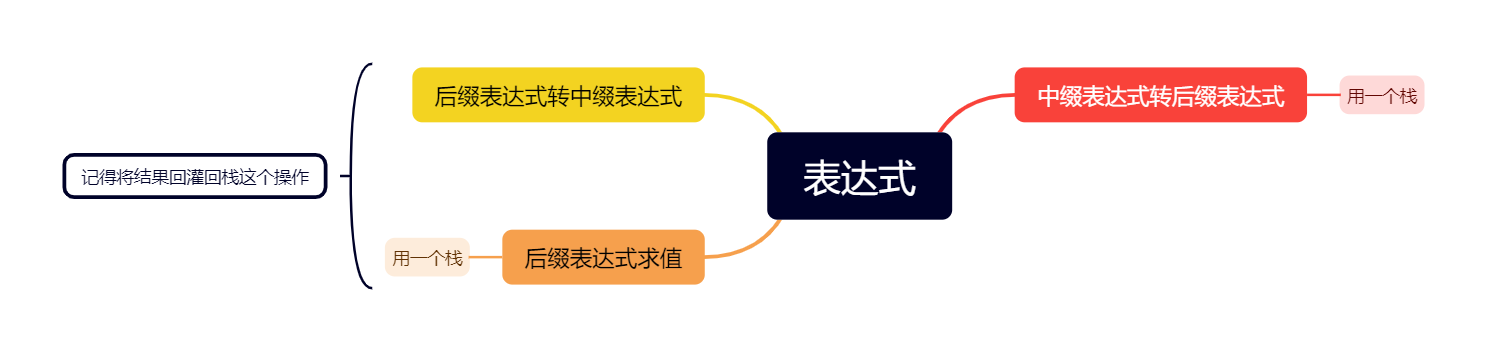 后缀表达式转中缀表达式
中缀表达式转后缀表达式
用一个栈
表达式
记得将结果回灌回栈这个操作
用一个栈
后缀表达式求值